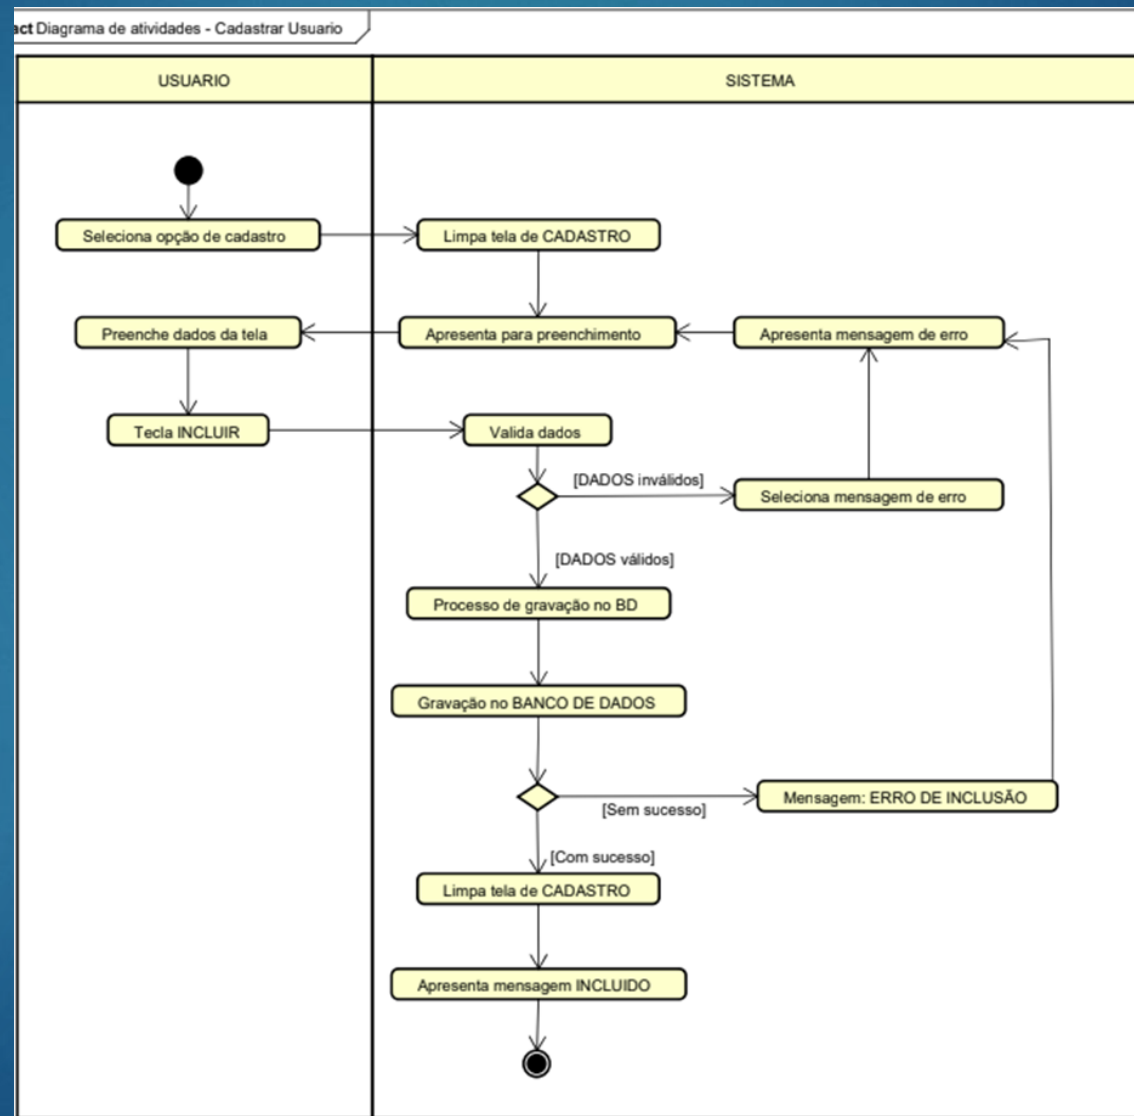 act Diagrama de atividades - Cadastrar Usuario
USUARIO
SISTEMA
Seleciona opção de cadastro
Limpa tela de CADASTRO
Preenche dados da tela
Apresenta para preenchimento
Apresenta mensagem de erro
Tecla INCLUIR
Valida dados
[DADOS inválidos]
Seleciona mensagem de erro
[DADOS válidos]
Processo de gravação no BD
Gravação no BANCO DE DADOS
Mensagem: ERRO DE INCLUSÃO
[Sem sucesso]
[Com sucesso]
Limpa tela de CADASTRO
Apresenta mensagem INCLUIDO